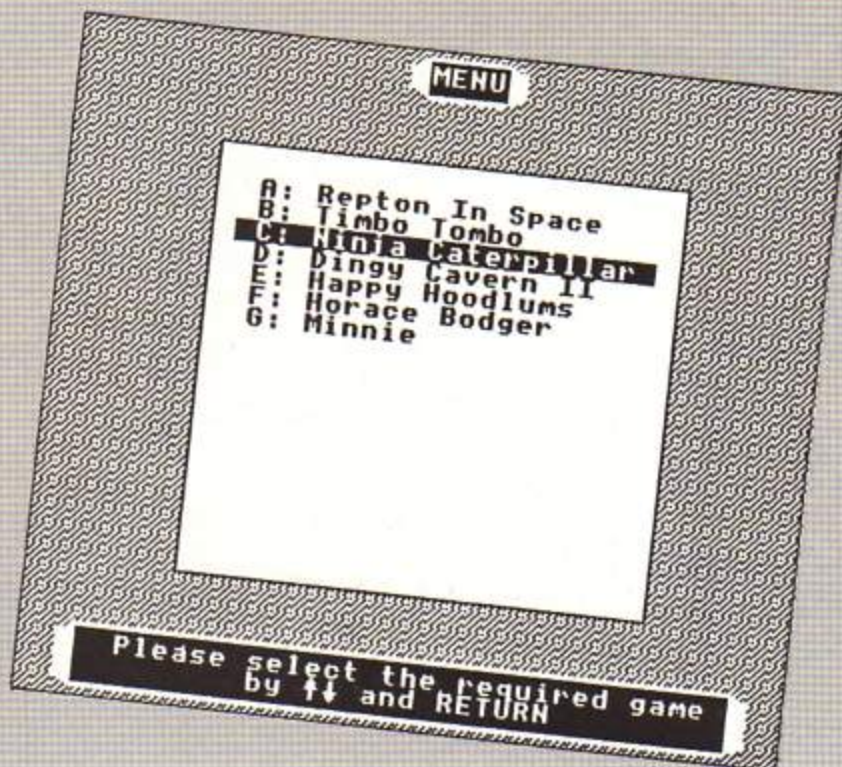 MENU
A: Repton In Space
B: Timbo Tombo
C: Ninja Caterpillar
D: Dingy Cavern II
E: Happy Hoodlums
F: Horace Bodger
G: Minnie
Please select the required game
by ↑↓ and RETURN